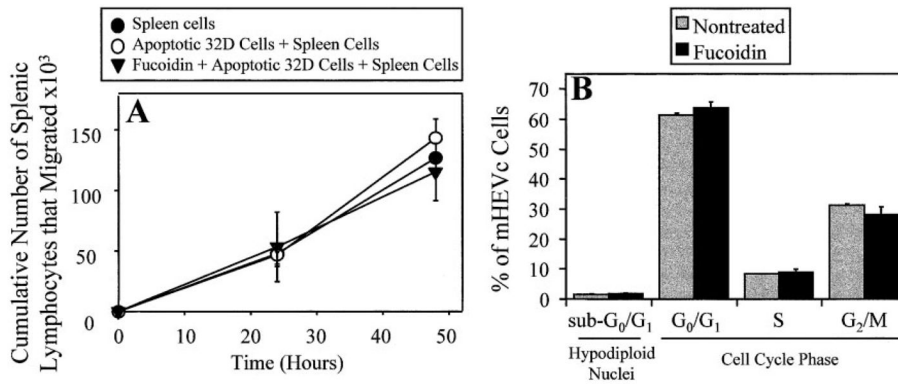 Spleen cells
Apoptotic 32D Cells + Spleen Cells
Fucoidin + Apoptotic 32D Cells + Spleen Cells
A
Cumulative Number of Splenic
Lymphocytes that Migrated x10³
150
100
50
0
0 10 20 30 40 50
Time (Hours)
Nontreated
Fucoidin
B
% of mHEVc Cells
70
60
50
40
30
20
10
0
sub-G₀/G₁ G₀/G₁ S G₂/M
Hypodiploid
Nuclei
Cell Cycle Phase